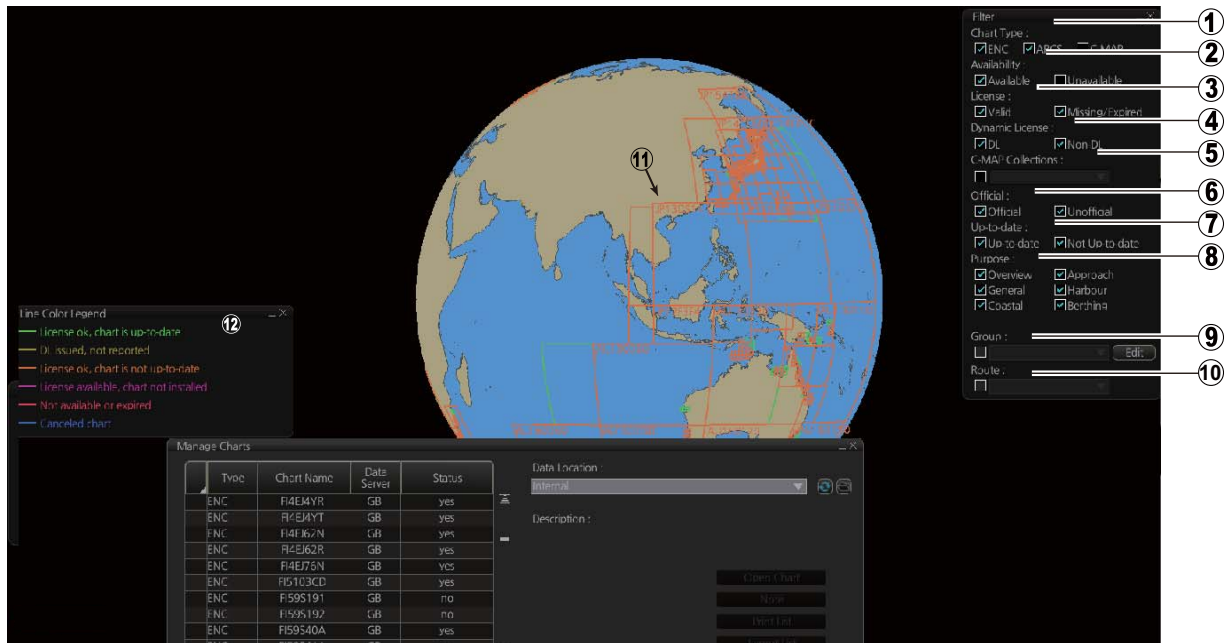 Filter
Chart Type :
ENC ARCS C-MAP
Availability :
Available Unavailable
License :
Valid Missing/Expired
Dynamic License :
DL Non-DL
C-MAP Collections :
Official :
Official Unofficial
Up-to-date :
Up-to-date Not Up-to-date
Purpose :
Overview Approach
General Harbour
Coastal Berthing
Group :
Edit
Route :
1
2
3
4
5
6
7
8
9
10
11
12
Line Color Legend
License ok, chart is up-to-date
DL issued, not reported
License ok, chart is not up-to-date
License available, chart not installed
Not available or expired
Canceled chart
Manage Charts
Type Chart Name Data Server Status
ENC FI4EJ4YR GB yes
ENC FI4EJ4YT GB yes
ENC FI4EJ62N GB yes
ENC FI4EJ62R GB yes
ENC FI4EJ76N GB yes
ENC FI5103CD GB yes
ENC FI59S191 GB no
ENC FI59S192 GB no
ENC FI59S40A GB yes
Data Location :
Internal
Description :
Open Chart
None
Print List